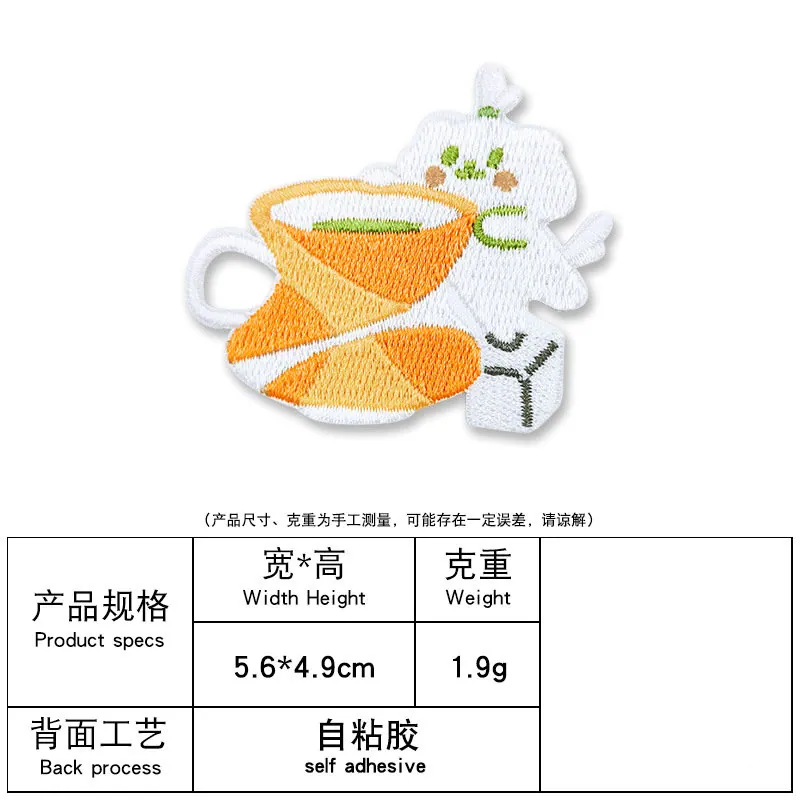 （产品尺寸、克重为手工测量，可能存在一定误差，请谅解）
产品规格
Product specs
宽*高
Width Height
克重
Weight
5.6*4.9cm
1.9g
背面工艺
Back process
自粘胶
self adhesive